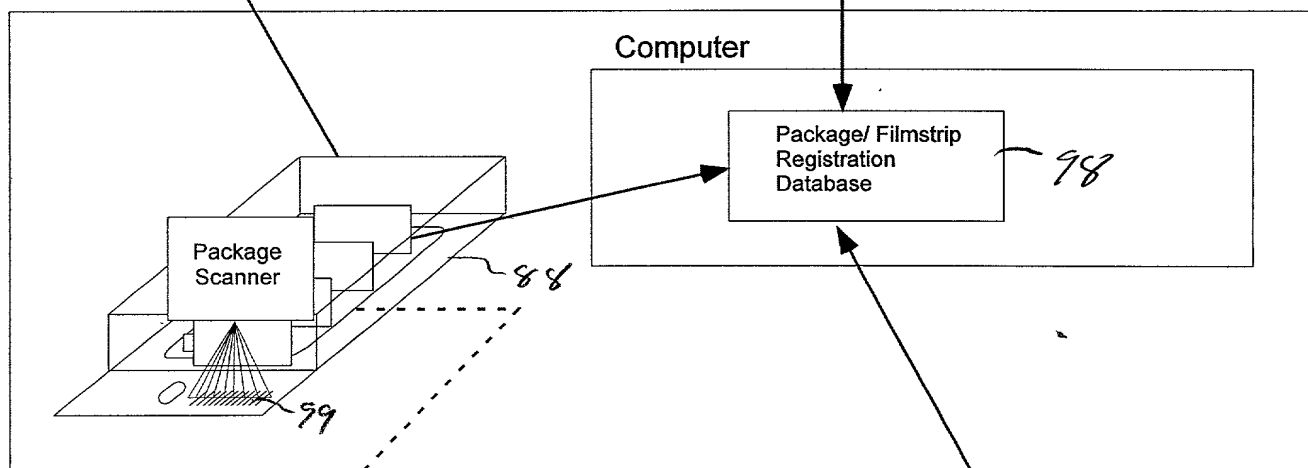 Computer
Package/ Filmstrip
Registration
Database
98
Package
Scanner
88
99